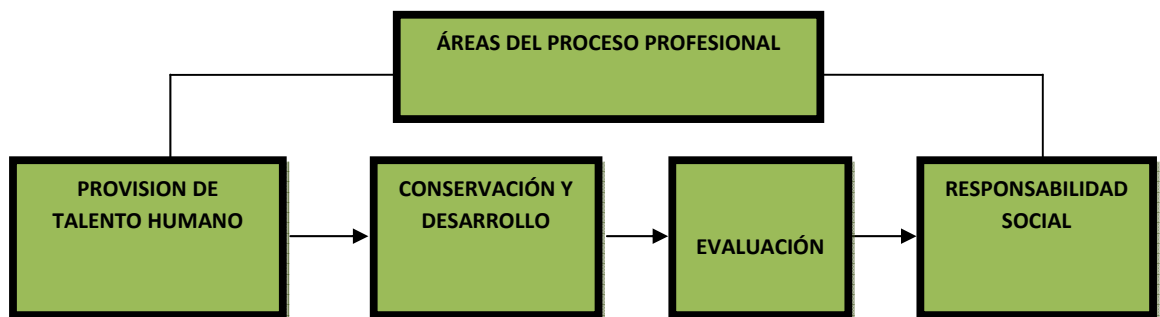 ÁREAS DEL PROCESO PROFESIONAL
PROVISION DE
TALENTO HUMANO
CONSERVACIÓN Y
DESARROLLO
EVALUACIÓN
RESPONSABILIDAD
SOCIAL